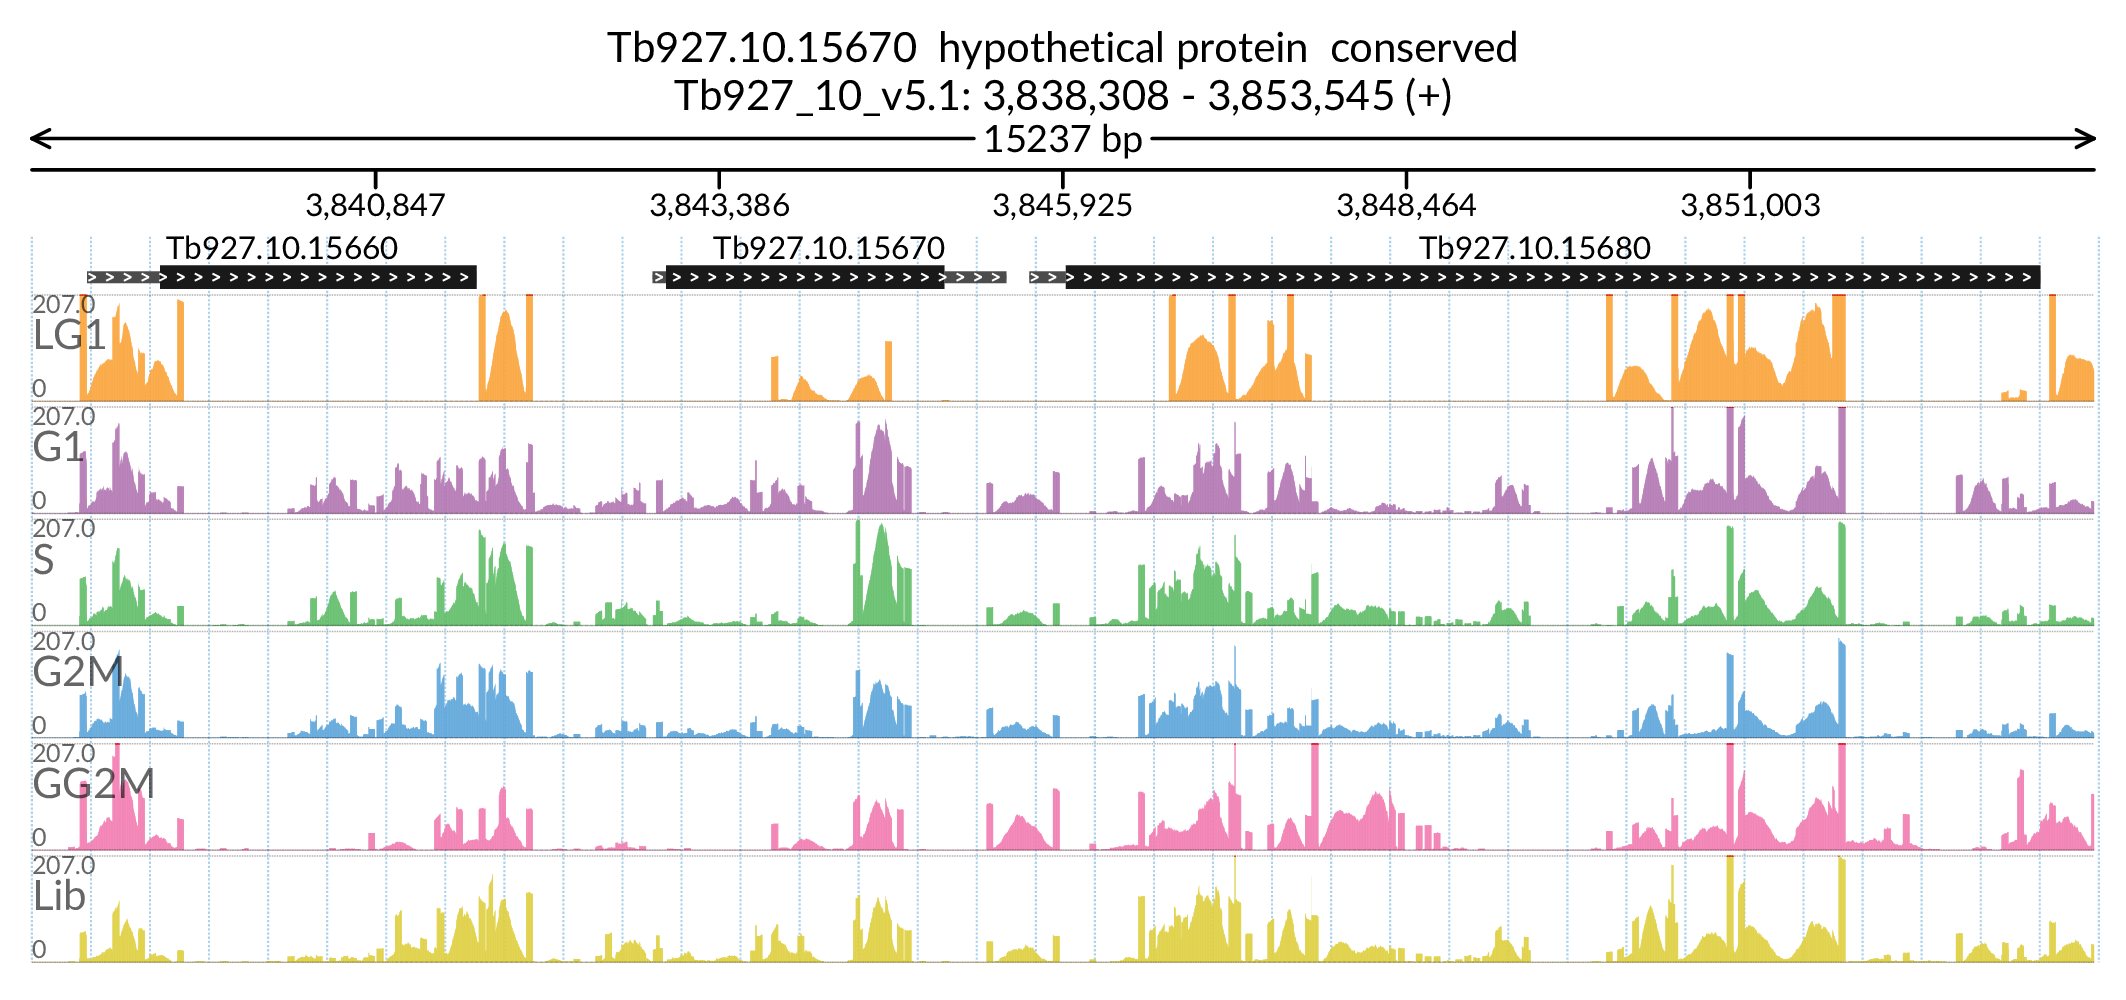 Tb927.10.15670  hypothetical protein  conserved
Tb927_10_v5.1: 3,838,308 - 3,853,545 (+)
15237 bp
3,840,847 3,843,386 3,845,925 3,848,464 3,851,003
Tb927.10.15660 Tb927.10.15670 Tb927.10.15680
207.0
LG1
0
207.0
G1
0
207.0
S
0
207.0
G2M
0
207.0
GG2M
0
207.0
Lib
0